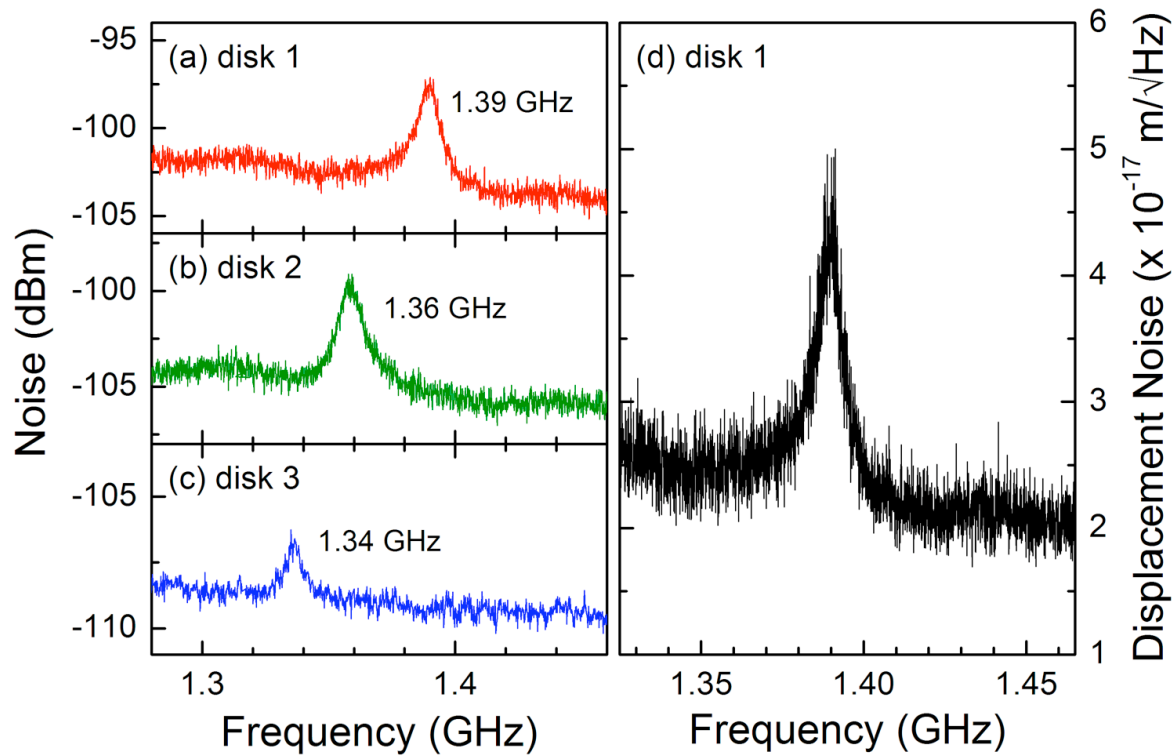 (a) disk 1
1.39 GHz
-95
-100
-105
(b) disk 2
1.36 GHz
-100
-105
(c) disk 3
1.34 GHz
-105
-110
1.3
1.4
Noise (dBm)
Frequency (GHz)
(d) disk 1
6
5
4
3
2
1
1.35
1.40
1.45
Frequency (GHz)
Displacement Noise (x 10⁻¹⁷ m/√Hz)